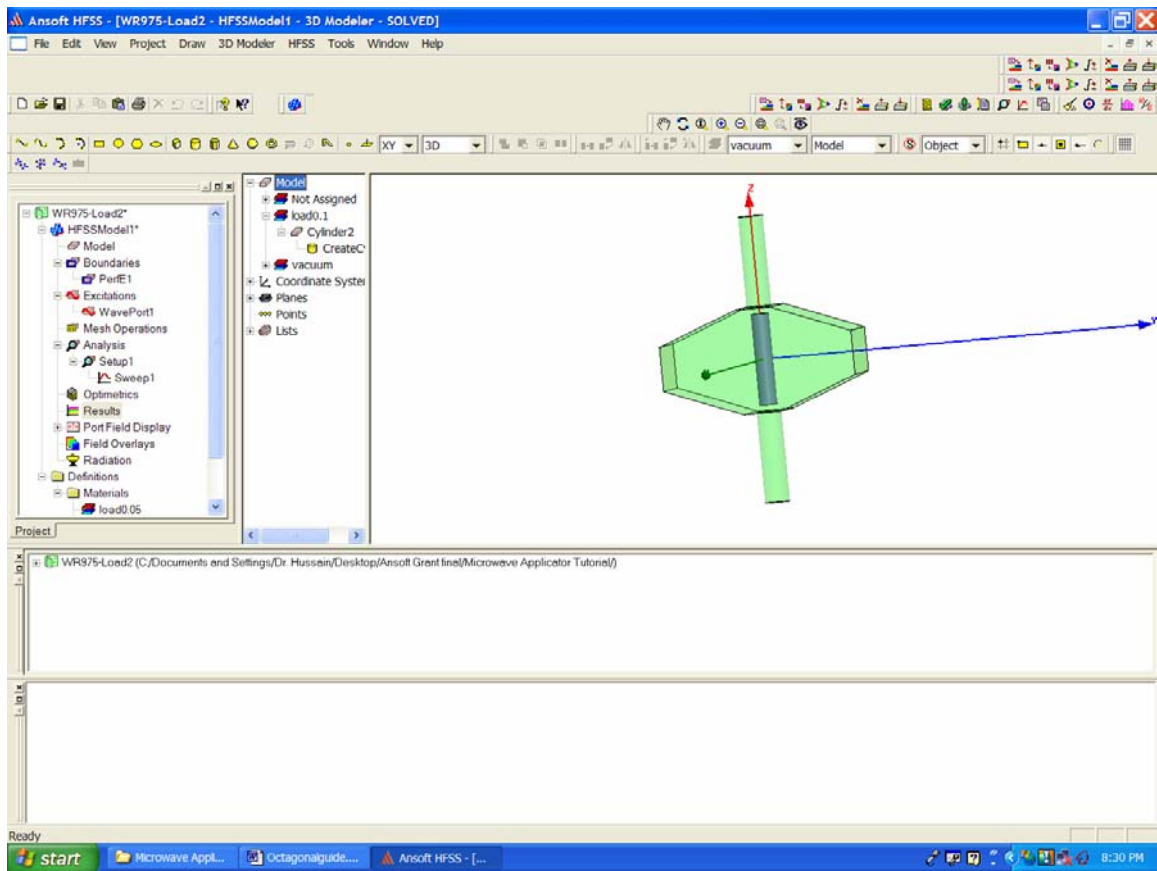 Ansoft HFSS - [WR975-Load2 - HFSSModel1 - 3D Modeler - SOLVED]
File Edit View Project Draw 3D Modeler HFSS Tools Window Help
XY 3D vacuum Model Object
WR975-Load2*
HFSSModel1*
Model
Boundaries
PerfE1
Excitations
WavePort1
Mesh Operations
Analysis
Setup1
Sweep1
Optimetrics
Results
Port Field Display
Field Overlays
Radiation
Definitions
Materials
load0.05
Project
Model
Not Assigned
load0.1
Cylinder2
CreateC
vacuum
Coordinate System
Planes
Points
Lists
Z
WR975-Load2 (C:/Documents and Settings/Dr. Hussain/Desktop/Ansoft Grant final/Microwave Applicator Tutorial/)
Ready
start Microwave Appl... Octagonalguide.... Ansoft HFSS - [... 8:30 PM